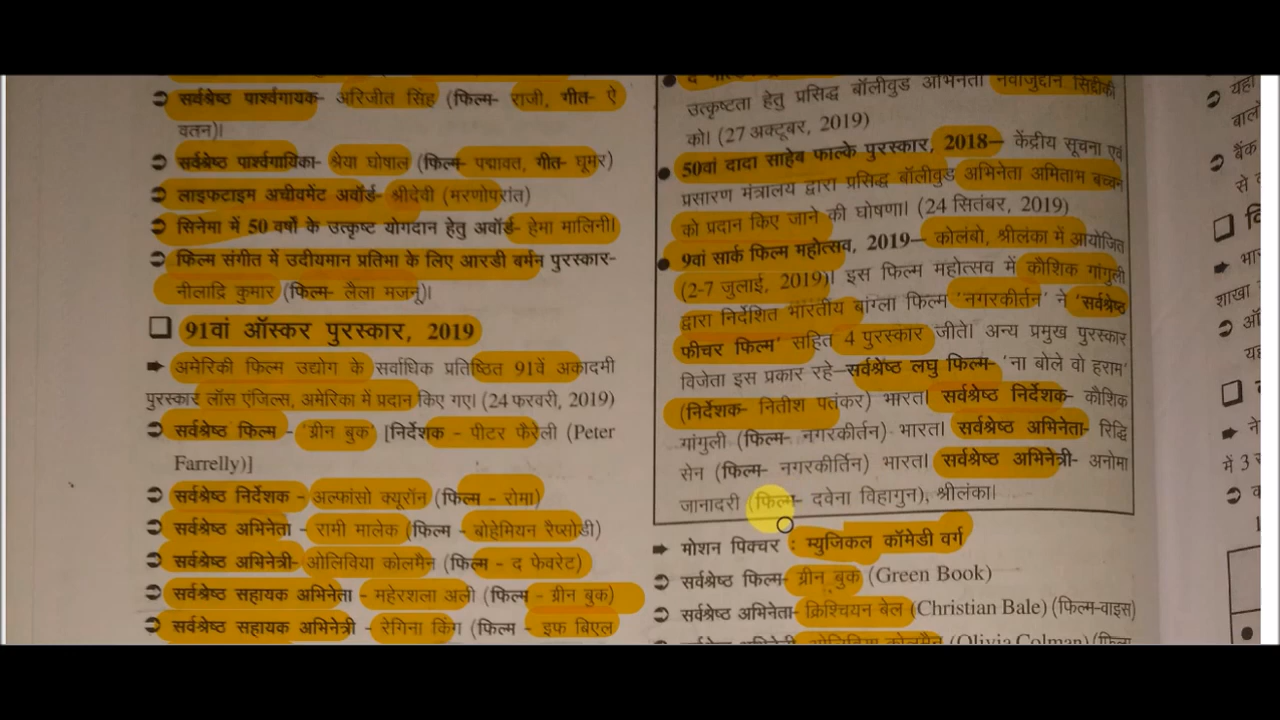 सर्वश्रेष्ठ पार्श्वगायक- अरिजीत सिंह (फिल्म- राजी, गीत- ऐ
वतन)।
सर्वश्रेष्ठ पार्श्वगायिका- श्रेया घोषाल (फिल्म- पद्मावत, गीत- घूमर)
लाइफटाइम अचीवमेंट अवॉर्ड- श्रीदेवी (मरणोपरांत)
सिनेमा में 50 वर्षों के उत्कृष्ट योगदान हेतु अवॉर्ड- हेमा मालिनी।
फिल्म संगीत में उदीयमान प्रतिभा के लिए आरडी बर्मन पुरस्कार-
नीलाद्रि कुमार (फिल्म- लैला मजनू)।
91वां ऑस्कर पुरस्कार, 2019
अमेरिकी फिल्म उद्योग के सर्वाधिक प्रतिष्ठित 91वें अकादमी
पुरस्कार लॉस एंजिल्स, अमेरिका में प्रदान किए गए। (24 फरवरी, 2019)
सर्वश्रेष्ठ फिल्म - 'ग्रीन बुक' [निर्देशक - पीटर फैरेली (Peter
Farrelly)]
सर्वश्रेष्ठ निर्देशक - अल्फांसो क्यूरॉन (फिल्म - रोमा)
सर्वश्रेष्ठ अभिनेता - रामी मालेक (फिल्म - बोहेमियन रैप्सोडी)
सर्वश्रेष्ठ अभिनेत्री- ओलिविया कोलमैन (फिल्म - द फेवरेट)
सर्वश्रेष्ठ सहायक अभिनेता - महेरशला अली (फिल्म - ग्रीन बुक)
सर्वश्रेष्ठ सहायक अभिनेत्री - रेगिना किंग (फिल्म - इफ बिएल
उत्कृष्टता हेतु प्रसिद्ध बॉलीवुड अभिनेता नवाजुद्दीन सिद्दीकी
को। (27 अक्टूबर, 2019)
50वां दादा साहेब फाल्के पुरस्कार, 2018– केंद्रीय सूचना एवं
प्रसारण मंत्रालय द्वारा प्रसिद्ध बॉलीवुड अभिनेता अमिताभ बच्चन
को प्रदान किए जाने की घोषणा। (24 सितंबर, 2019)
9वां सार्क फिल्म महोत्सव, 2019– कोलंबो, श्रीलंका में आयोजित
(2-7 जुलाई, 2019)। इस फिल्म महोत्सव में कौशिक गांगुली
द्वारा निर्देशित भारतीय बांग्ला फिल्म 'नगरकीर्तन' ने 'सर्वश्रेष्ठ
फीचर फिल्म' सहित 4 पुरस्कार जीते। अन्य प्रमुख पुरस्कार
विजेता इस प्रकार रहे–सर्वश्रेष्ठ लघु फिल्म- 'ना बोले वो हराम'
(निर्देशक- नितीश पतंकर) भारत। सर्वश्रेष्ठ निर्देशक- कौशिक
गांगुली (फिल्म- नगरकीर्तन) भारत। सर्वश्रेष्ठ अभिनेता- रिद्धि
सेन (फिल्म- नगरकीर्तिन) भारत। सर्वश्रेष्ठ अभिनेत्री- अनोमा
जानादरी (फिल्म- दवेना विहागुन), श्रीलंका।
मोशन पिक्चर : म्युजिकल कॉमेडी वर्ग
सर्वश्रेष्ठ फिल्म- ग्रीन बुक (Green Book)
सर्वश्रेष्ठ अभिनेता- क्रिश्चियन बेल (Christian Bale) (फिल्म-वाइस)
ओलिविया कोलमैन (Olivia Colman) (फिल्म
यहां
बालो
बैंक
से
भार
शाखा
यह
में 3